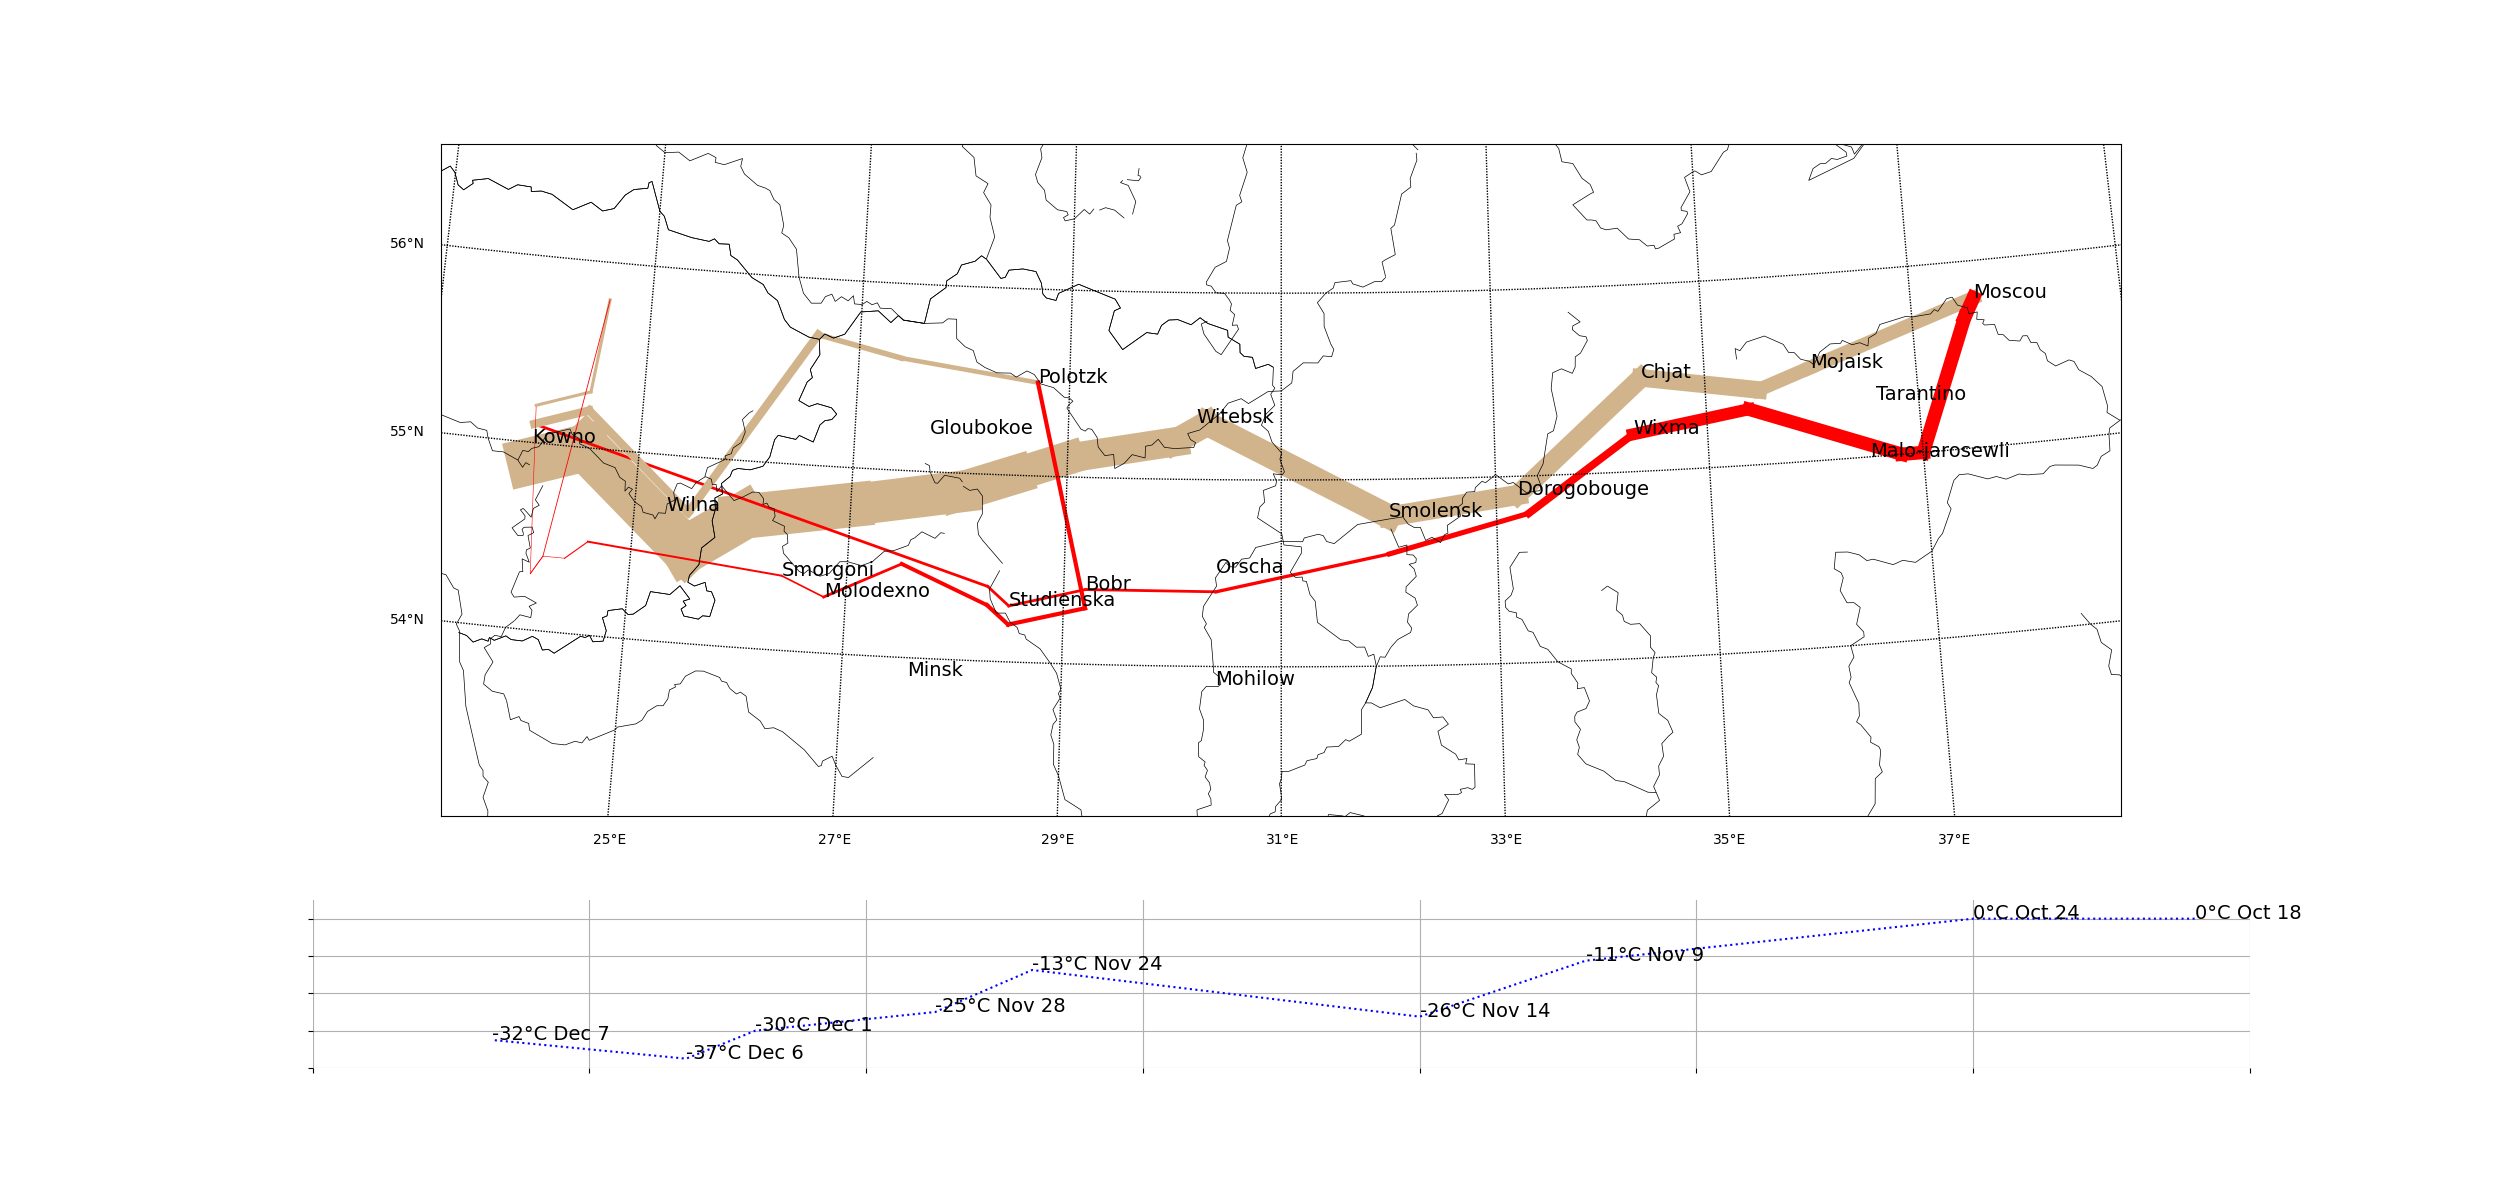 56°N
Moscou
Mojaisk
Chjat
Polotzk
Tarantino
Witebsk
Gloubokoe
Wixma
55°N
Kowno
Malo-jarosewli
Dorogobouge
Wilna
Smolensk
Orscha
Smorgoni
Bobr
Molodexno
Studienska
54°N
Minsk
Mohilow
25°E
27°E
29°E
31°E
33°E
35°E
37°E
0°C Oct 24
0°C Oct 18
-11°C Nov 9
-13°C Nov 24
-25°C Nov 28
-26°C Nov 14
-30°C Dec 1
-32°C Dec 7
-37°C Dec 6